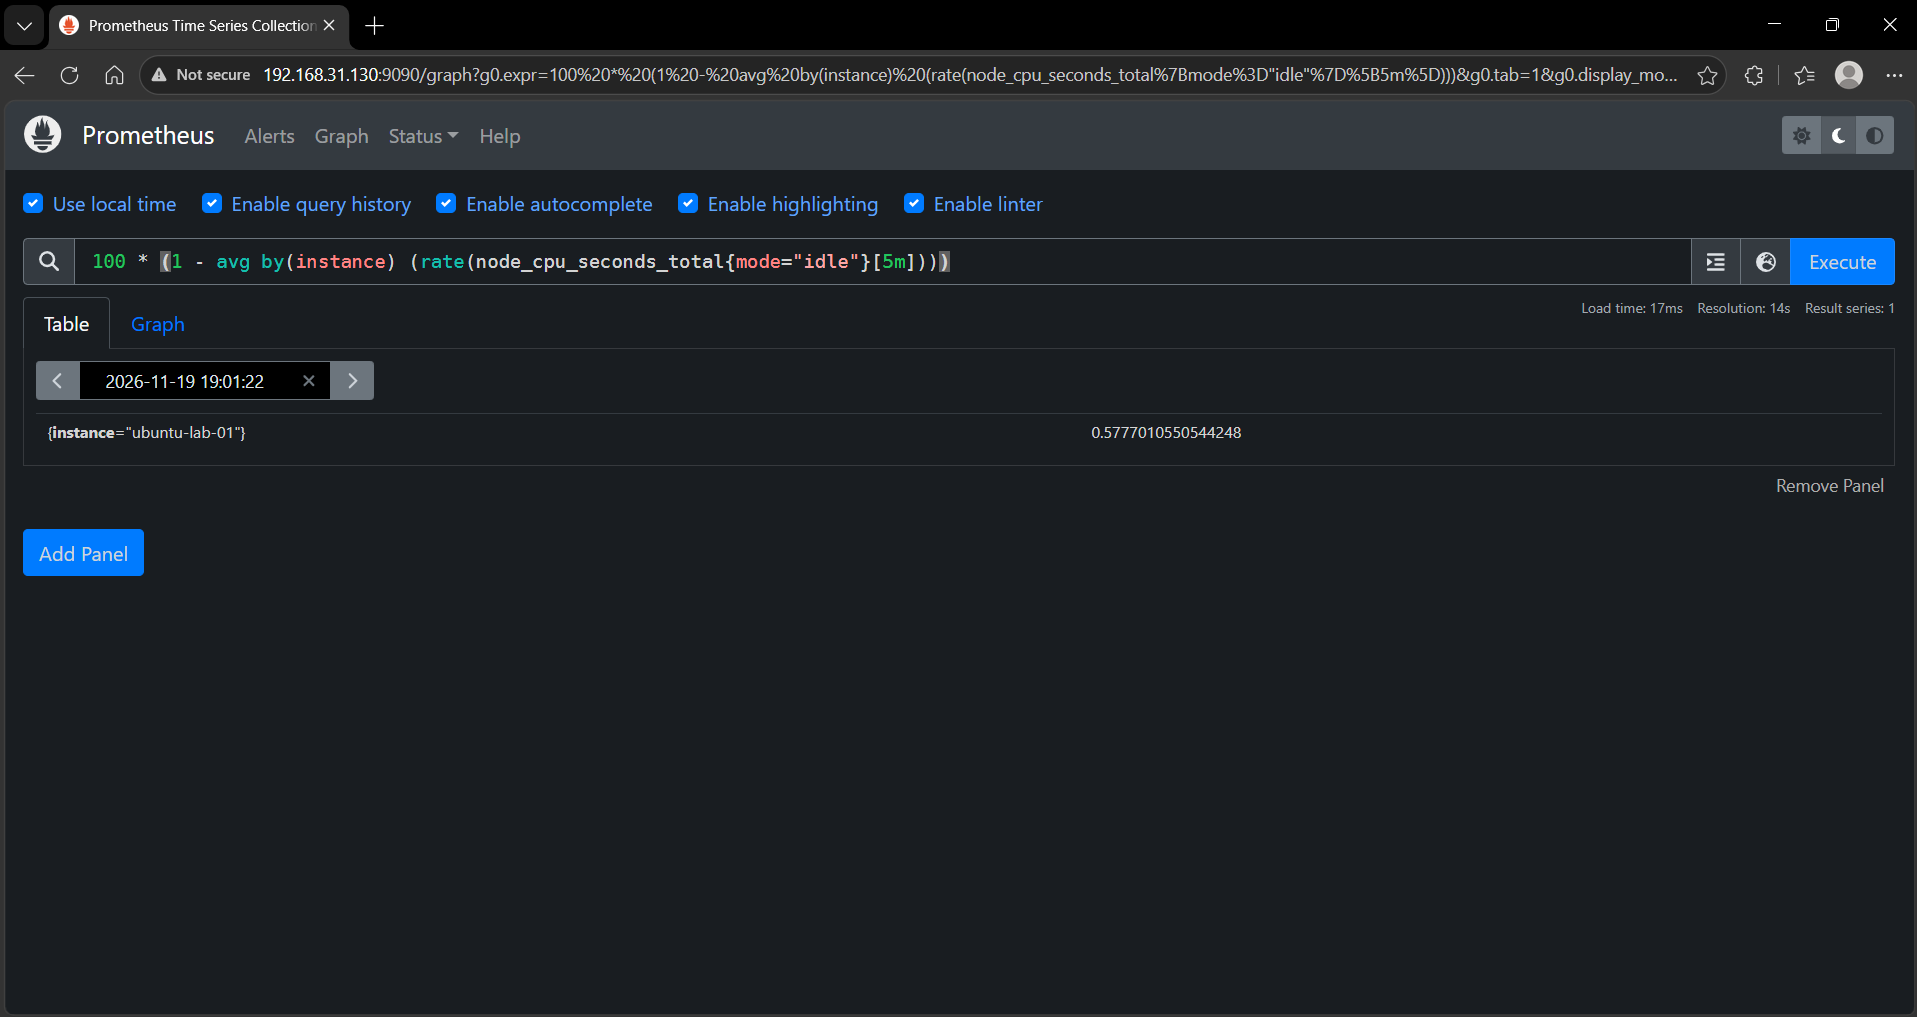 Prometheus Time Series Collection
Not secure 192.168.31.130:9090/graph?g0.expr=100%20*%20(1%20-%20avg%20by(instance)%20(rate(node_cpu_seconds_total%7Bmode%3D"idle"%7D%5B5m%5D)))&g0.tab=1&g0.display_mo...
Prometheus Alerts Graph Status Help
Use local time Enable query history Enable autocomplete Enable highlighting Enable linter
100 * (1 - avg by(instance) (rate(node_cpu_seconds_total{mode="idle"}[5m]))) Execute
Load time: 17ms Resolution: 14s Result series: 1
Table Graph
2026-11-19 19:01:22
{instance="ubuntu-lab-01"} 0.5777010550544248
Remove Panel
Add Panel